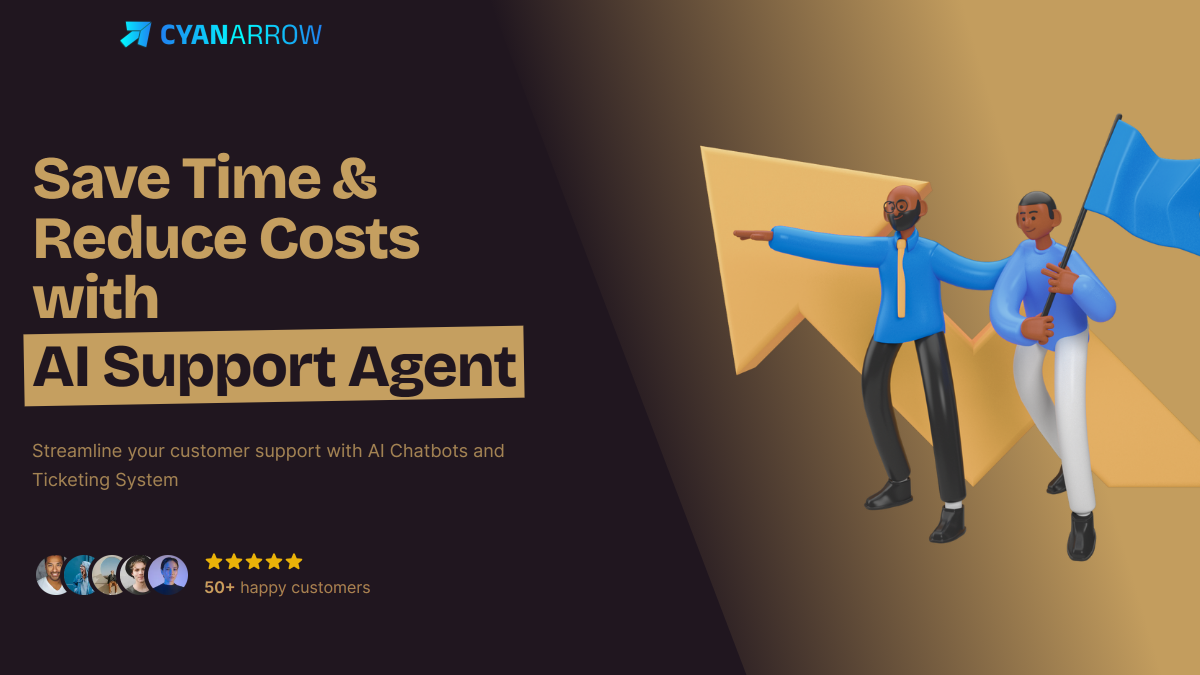 CYANARROW
Save Time &
Reduce Costs
with
AI Support Agent
Streamline your customer support with AI Chatbots and
Ticketing System
50+ happy customers